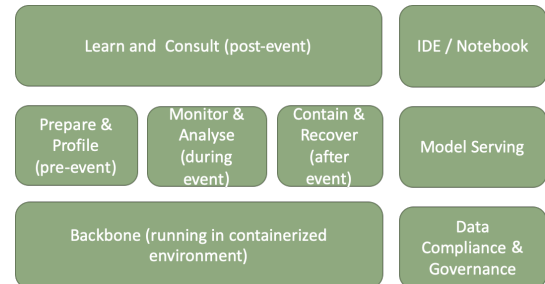 Learn and Consult (post-event)
IDE / Notebook
Prepare &
Profile
(pre-event)
Monitor &
Analyse
(during
event)
Contain &
Recover
(after
event)
Model Serving
Backbone (running in containerized
environment)
Data
Compliance &
Governance